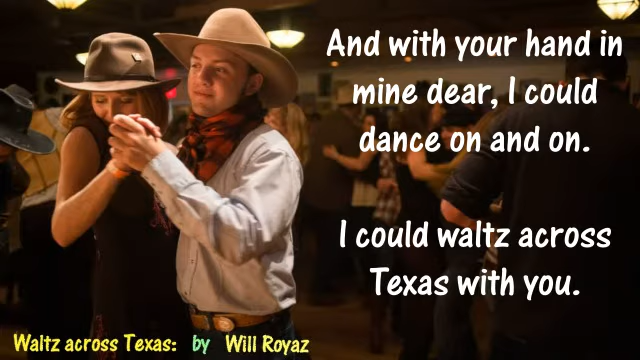 And with your hand in
mine dear, I could
dance on and on.
I could waltz across
Texas with you.
Waltz across Texas: by Will Royaz